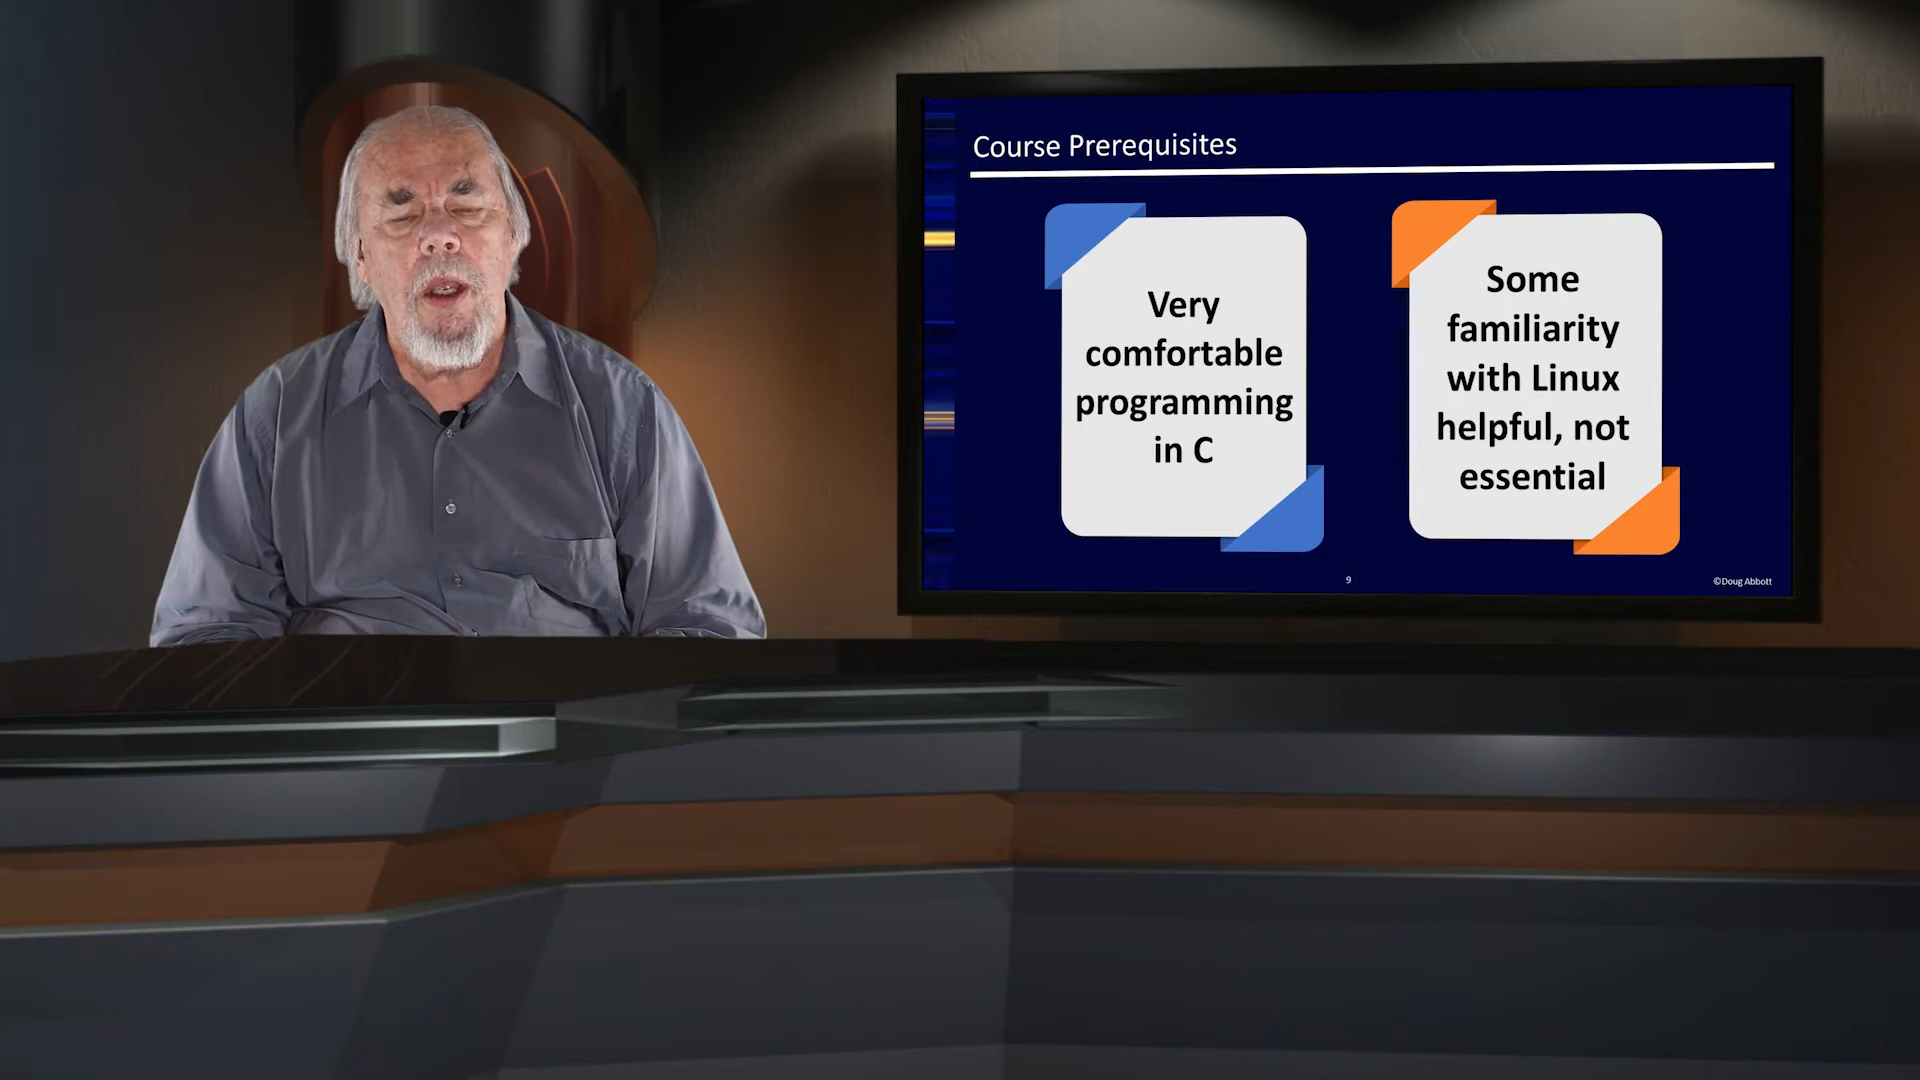 Course Prerequisites
Very
comfortable
programming
in C
Some
familiarity
with Linux
helpful, not
essential
9
©Doug Abbott